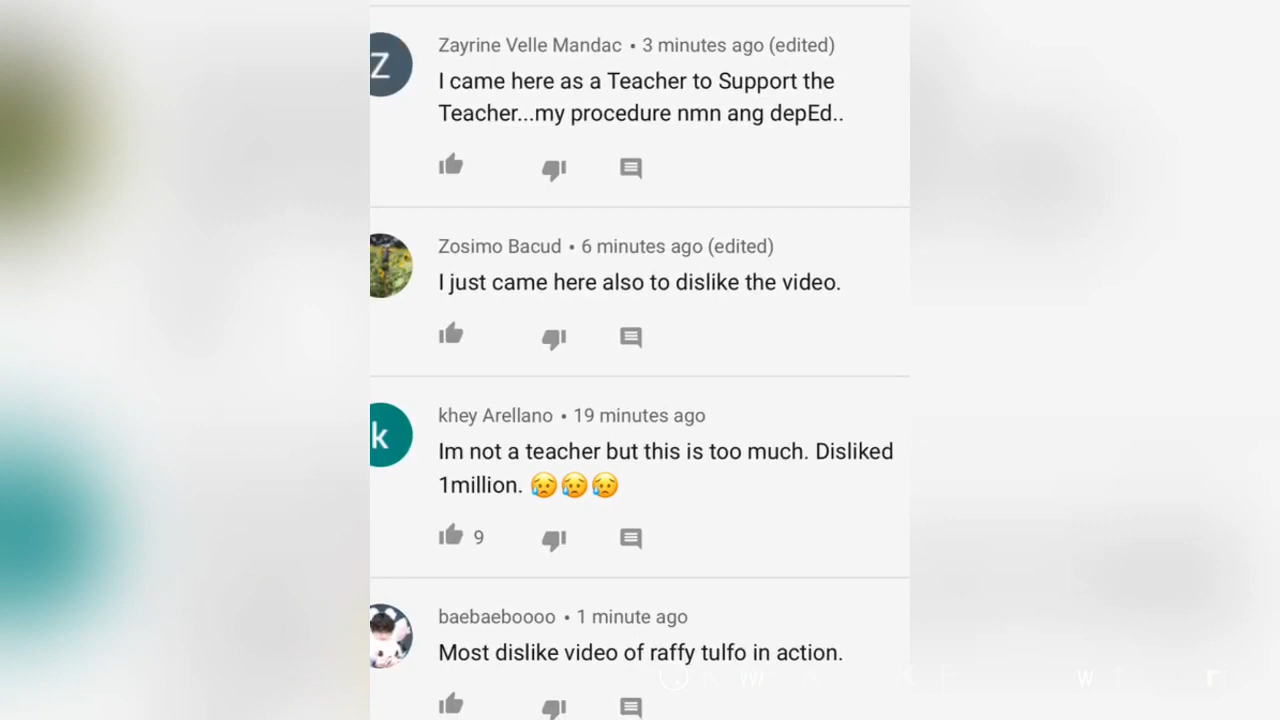 Z
Zayrine Velle Mandac • 3 minutes ago (edited)
I came here as a Teacher to Support the
Teacher...my procedure nmn ang depEd..
Zosimo Bacud • 6 minutes ago (edited)
I just came here also to dislike the video.
k
khey Arellano • 19 minutes ago
Im not a teacher but this is too much. Disliked
1million. 😥😥😥
9
baebaeboooo • 1 minute ago
Most dislike video of raffy tulfo in action.